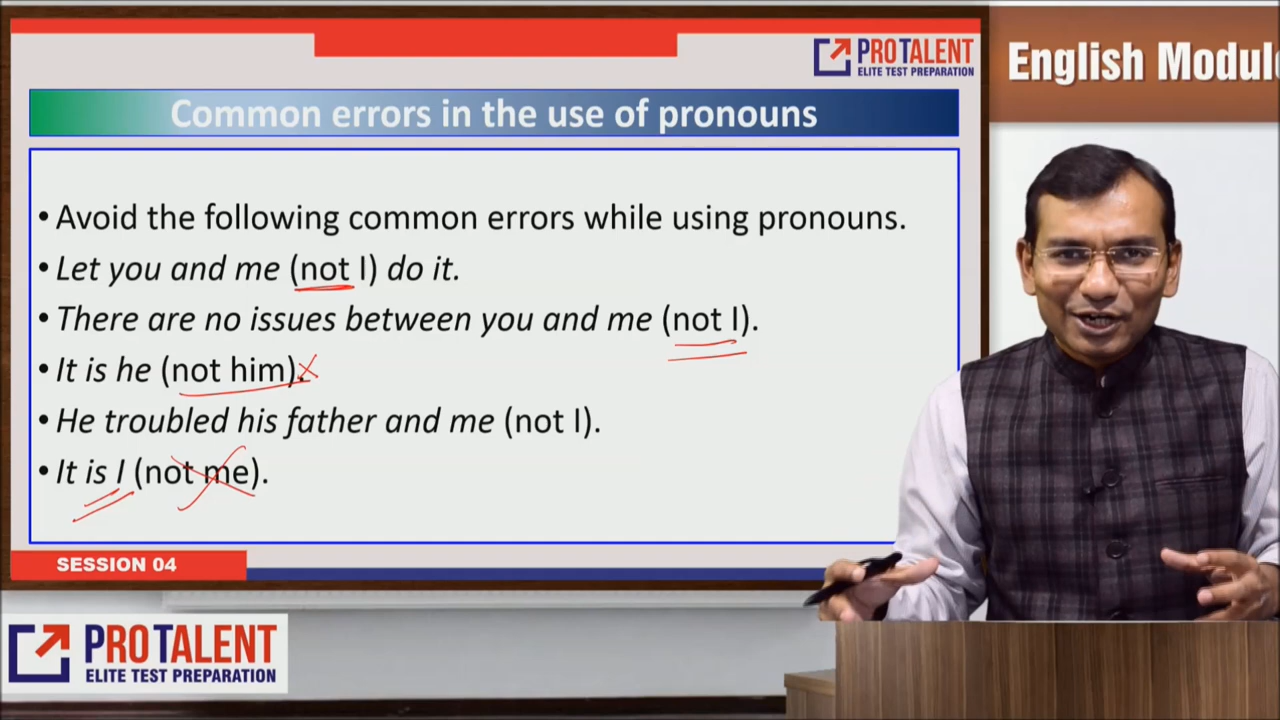 PROTALENT
ELITE TEST PREPARATION
English Module
Common errors in the use of pronouns
• Avoid the following common errors while using pronouns.
• Let you and me (not I) do it.
• There are no issues between you and me (not I).
• It is he (not him).
• He troubled his father and me (not I).
• It is I (not me).
SESSION 04
PROTALENT
ELITE TEST PREPARATION